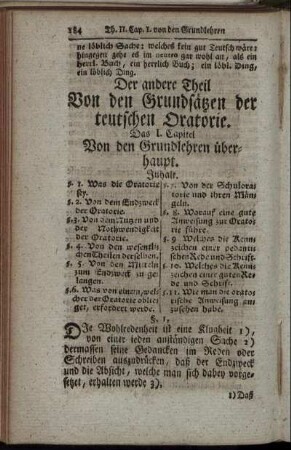 184 Th. II. Cap. I. von den Grundlehren
ne löblich Sache: welches kein gut Teutsch wäre:
hingegen gehe es im neutro gar wohl an, als ein
herrl. Buch, ein herrlich Buch; ein löbl. Ding,
ein löblich Ding.
Der andere Theil
Von den Grundsätzen der
teutschen Oratorie.
Das I. Capitel
Von den Grundlehren über-
haupt.
Inhalt.
§. 1. Was die Oratorie
sey.
§. 2. Von dem Endzweck
der Oratorie.
§. 3. Von dem Nutzen und
der Nothwendigkeit
der Oratorie.
§. 4. Von den wesentli-
chen Theilen derselben.
§. 5. Von den Mitteln
zum Endzweck zu ge-
langen.
§. 6. Was von einem, wel-
cher der Oratorie oblie-
get, erfordert werde.
§. 7. Von der Schulora-
torie und ihren Män-
geln.
§. 8. Worauf eine gute
Anweisung zur Orato-
rie führe.
§. 9. Welches die Kenn-
zeichen einer pedanti-
schen Rede und Schrift.
§. 10. Welches die Kenn-
zeichen einer guten Re-
de und Schrift.
§. 11. Wie man die orato-
rische Anweisung an-
zusehen habe.
§. 1.
DIe Wohlredenheit ist eine Klugheit 1),
von einer ieden anständigen Sache 2)
dermassen seine Gedancken im Reden oder
Schreiben auszudrücken, daß der Endzweck
und die Absicht, welche man sich dabey vorge-
setzet, erhalten werde 3).
1) Daß